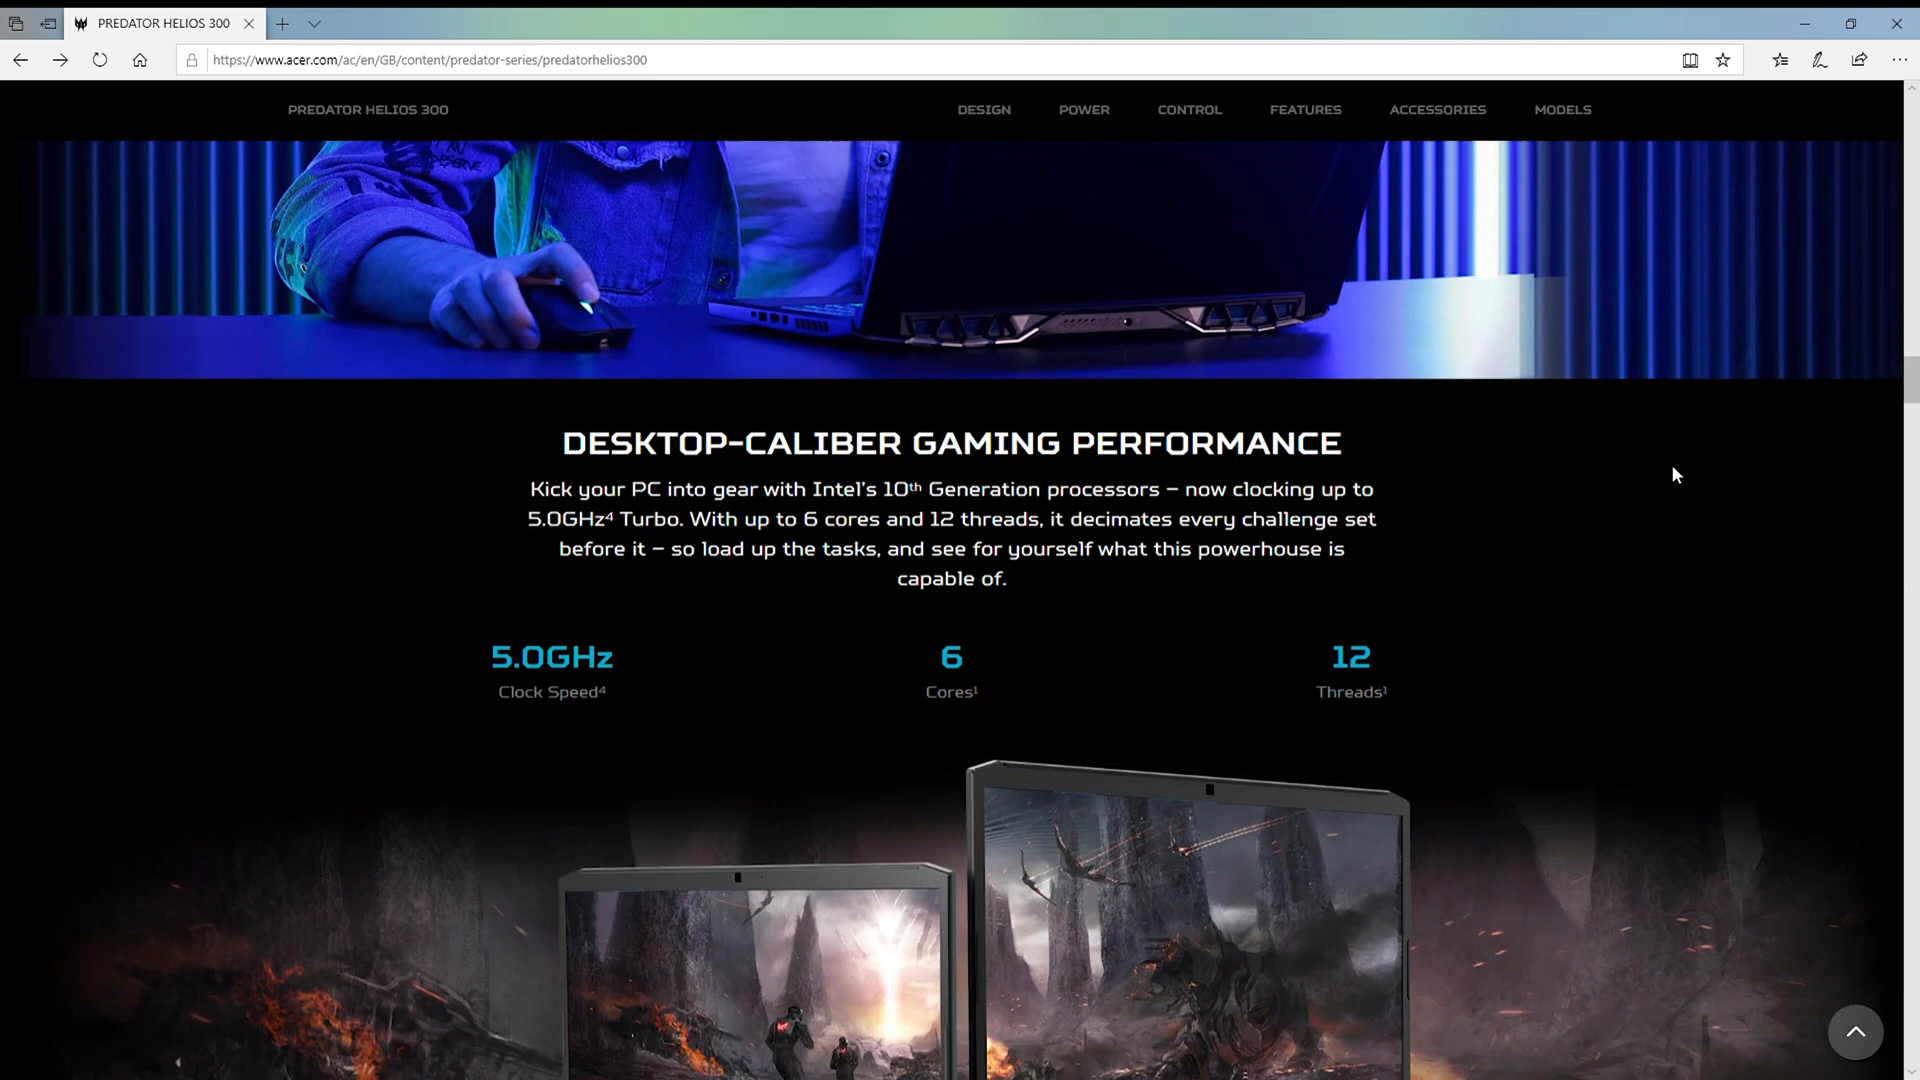 PREDATOR HELIOS 300
https://www.acer.com/ac/en/GB/content/predator-series/predatorhelios300
PREDATOR HELIOS 300 DESIGN POWER CONTROL FEATURES ACCESSORIES MODELS
DESKTOP-CALIBER GAMING PERFORMANCE
Kick your PC into gear with Intel's 10th Generation processors – now clocking up to
5.0GHz4 Turbo. With up to 6 cores and 12 threads, it decimates every challenge set
before it – so load up the tasks, and see for yourself what this powerhouse is
capable of.
5.0GHz 6 12
Clock Speed4 Cores1 Threads1